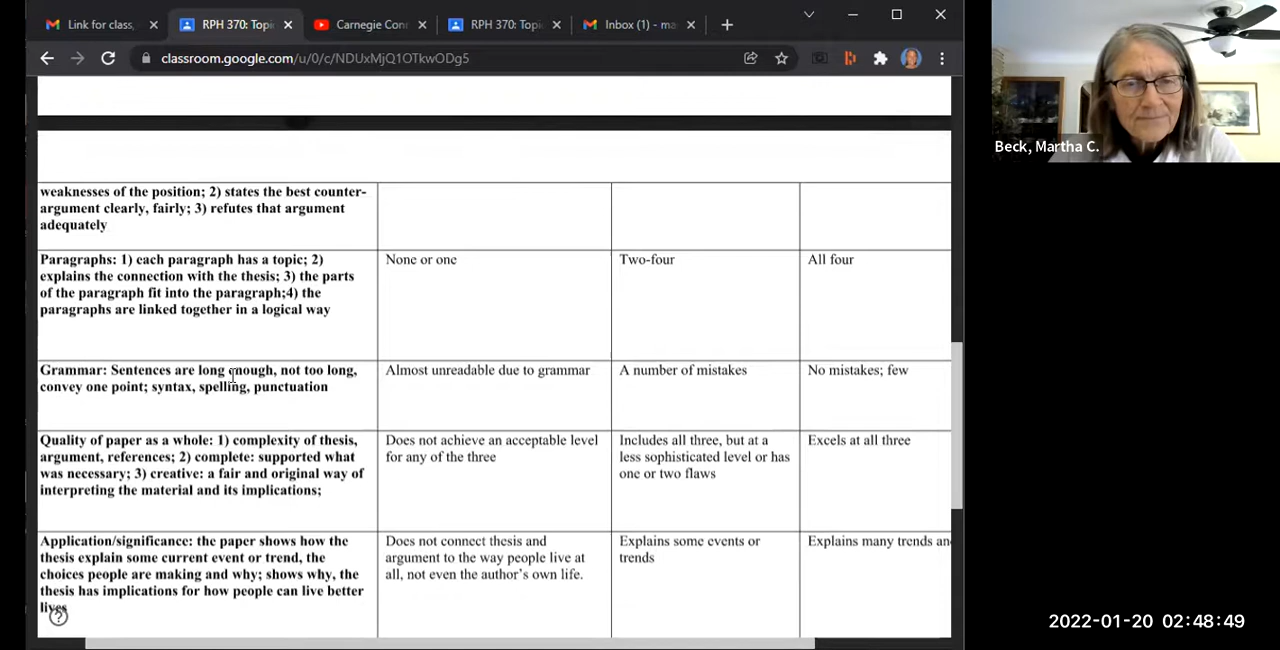 Link for class,
RPH 370: Topi
Carnegie Con
RPH 370: Topi
Inbox (1) - ma
classroom.google.com/u/0/c/NDUxMjQ1OTkwODg5
Beck, Martha C.
weaknesses of the position; 2) states the best counter-
argument clearly, fairly; 3) refutes that argument
adequately
Paragraphs: 1) each paragraph has a topic; 2)
explains the connection with the thesis; 3) the parts
of the paragraph fit into the paragraph;4) the
paragraphs are linked together in a logical way
None or one
Two-four
All four
Grammar: Sentences are long enough, not too long,
convey one point; syntax, spelling, punctuation
Almost unreadable due to grammar
A number of mistakes
No mistakes; few
Quality of paper as a whole: 1) complexity of thesis,
argument, references; 2) complete: supported what
was necessary; 3) creative: a fair and original way of
interpreting the material and its implications;
Does not achieve an acceptable level
for any of the three
Includes all three, but at a
less sophisticated level or has
one or two flaws
Excels at all three
Application/significance: the paper shows how the
thesis explain some current event or trend, the
choices people are making and why; shows why, the
thesis has implications for how people can live better
lives
Does not connect thesis and
argument to the way people live at
all, not even the author's own life.
Explains some events or
trends
Explains many trends an
2022-01-20 02:48:49